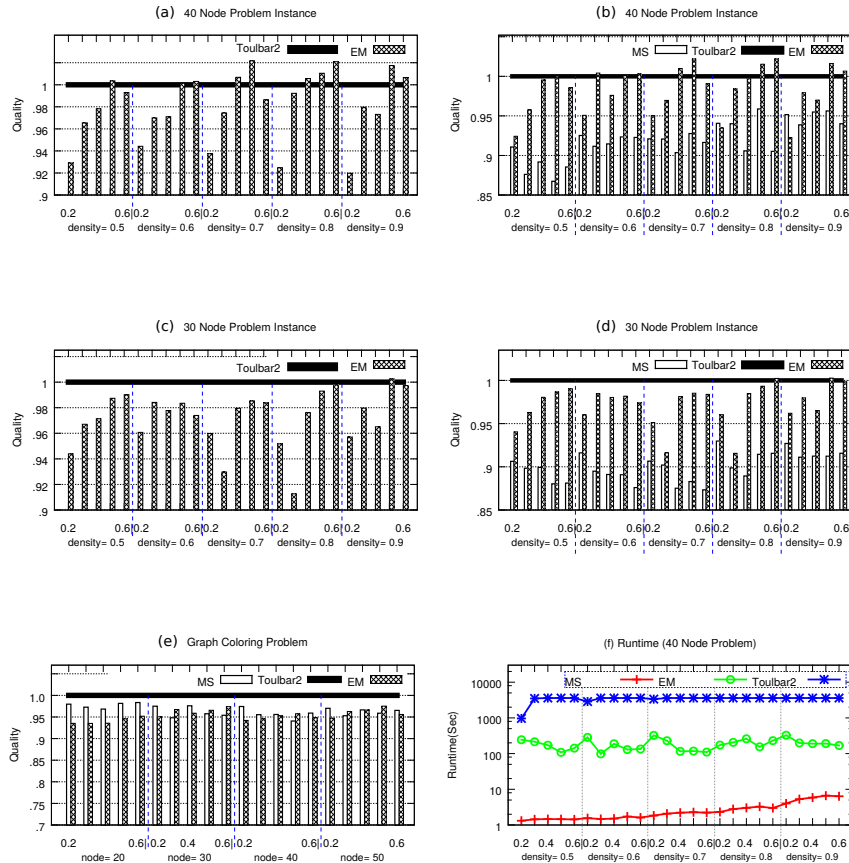 (a) 40 Node Problem Instance
Toulbar2 EM
Quality
1
.98
.96
.94
.92
.9
0.2 0.6 0.2 0.6 0.2 0.6 0.2 0.6 0.2 0.6
density= 0.5 density= 0.6 density= 0.7 density= 0.8 density= 0.9
(b) 40 Node Problem Instance
MS Toulbar2 EM
Quality
1
0.95
.9
.85
0.2 0.6 0.2 0.6 0.2 0.6 0.2 0.6 0.2 0.6
density= 0.5 density= 0.6 density= 0.7 density= 0.8 density= 0.9
(c) 30 Node Problem Instance
Toulbar2 EM
Quality
1
.98
.96
.94
.92
.9
0.2 0.6 0.2 0.6 0.2 0.6 0.2 0.6 0.2 0.6
density= 0.5 density= 0.6 density= 0.7 density= 0.8 density= 0.9
(d) 30 Node Problem Instance
MS Toulbar2 EM
Quality
1
0.95
.9
.85
0.2 0.6 0.2 0.6 0.2 0.6 0.2 0.6 0.2 0.6
density= 0.5 density= 0.6 density= 0.7 density= 0.8 density= 0.9
(e) Graph Coloring Problem
MS Toulbar2 EM
Quality
1.0
.95
.9
.85
.8
.75
.7
0.2 0.6 0.2 0.6 0.2 0.6 0.2 0.6
node= 20 node= 30 node= 40 node= 50
(f) Runtime (40 Node Problem)
MS EM Toulbar2
Runtime(Sec)
10000
1000
100
10
1
0.2 0.4 0.6 0.2 0.4 0.6 0.2 0.4 0.6 0.2 0.4 0.6 0.2 0.4 0.6
density= 0.5 density= 0.6 density= 0.7 density= 0.8 density= 0.9